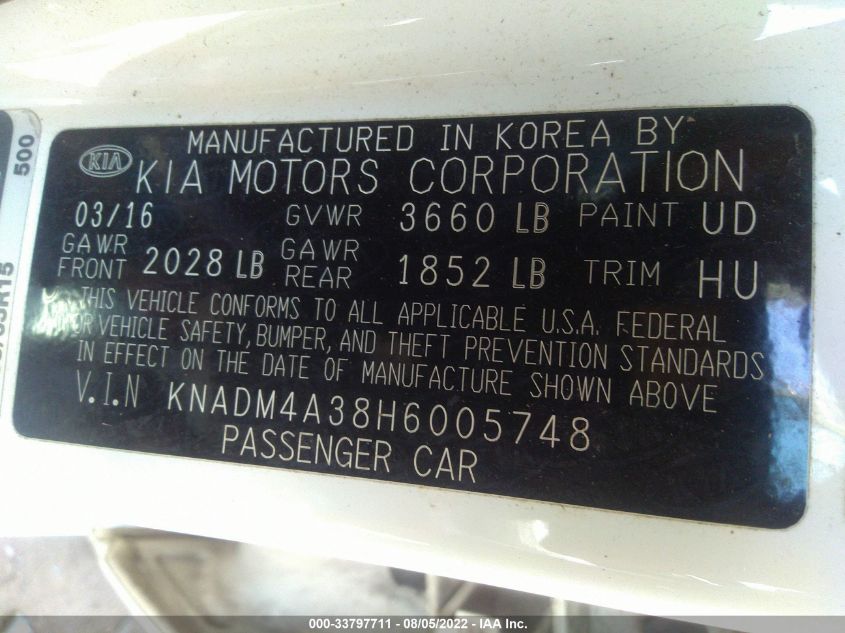 MANUFACTURED IN KOREA BY
KIA KIA MOTORS CORPORATION
03/16 GVWR 3660 LB PAINT UD
GAWR FRONT 2028 LB GAWR REAR 1852 LB TRIM HU
THIS VEHICLE CONFORMS TO ALL APPLICABLE U.S.A. FEDERAL
MOTOR VEHICLE SAFETY, BUMPER, AND THEFT PREVENTION STANDARDS
IN EFFECT ON THE DATE OF MANUFACTURE SHOWN ABOVE
V.I.N KNADM4A38H6005748
PASSENGER CAR
500
000-33797711 - 08/05/2022 - IAA Inc.